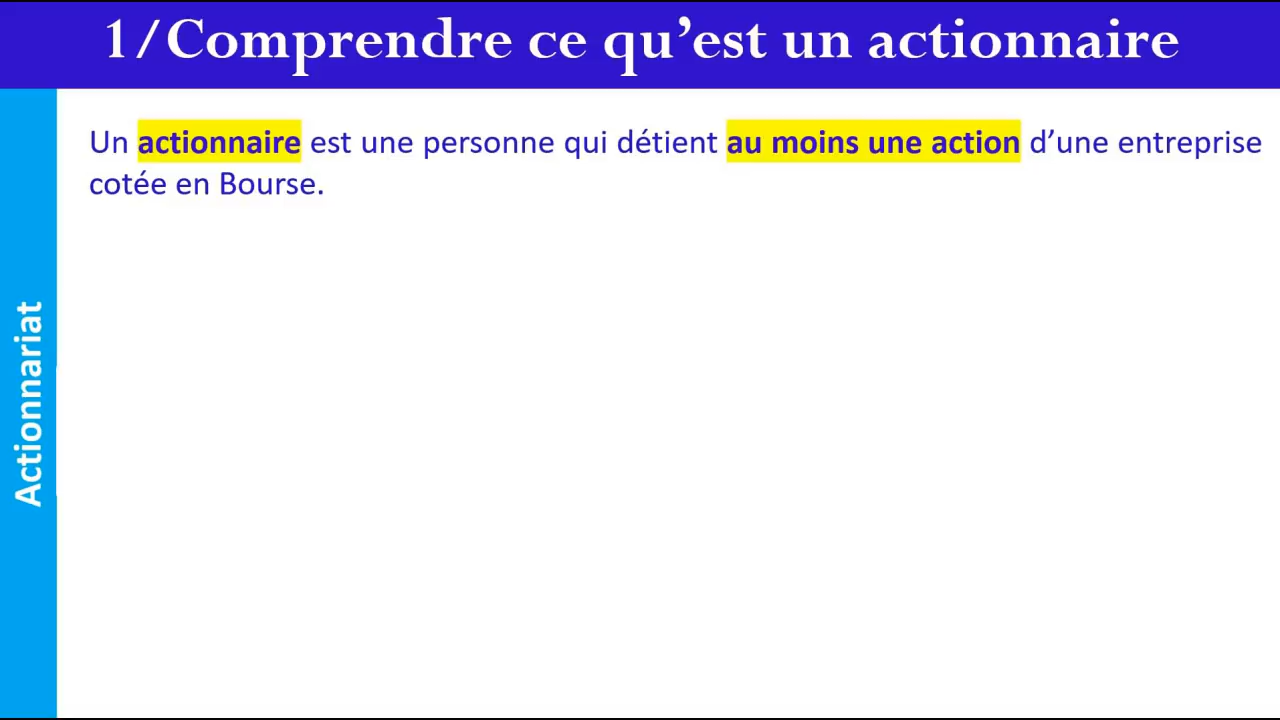 1/Comprendre ce qu’est un actionnaire
Un actionnaire est une personne qui détient au moins une action d’une entreprise
cotée en Bourse.
Actionnariat